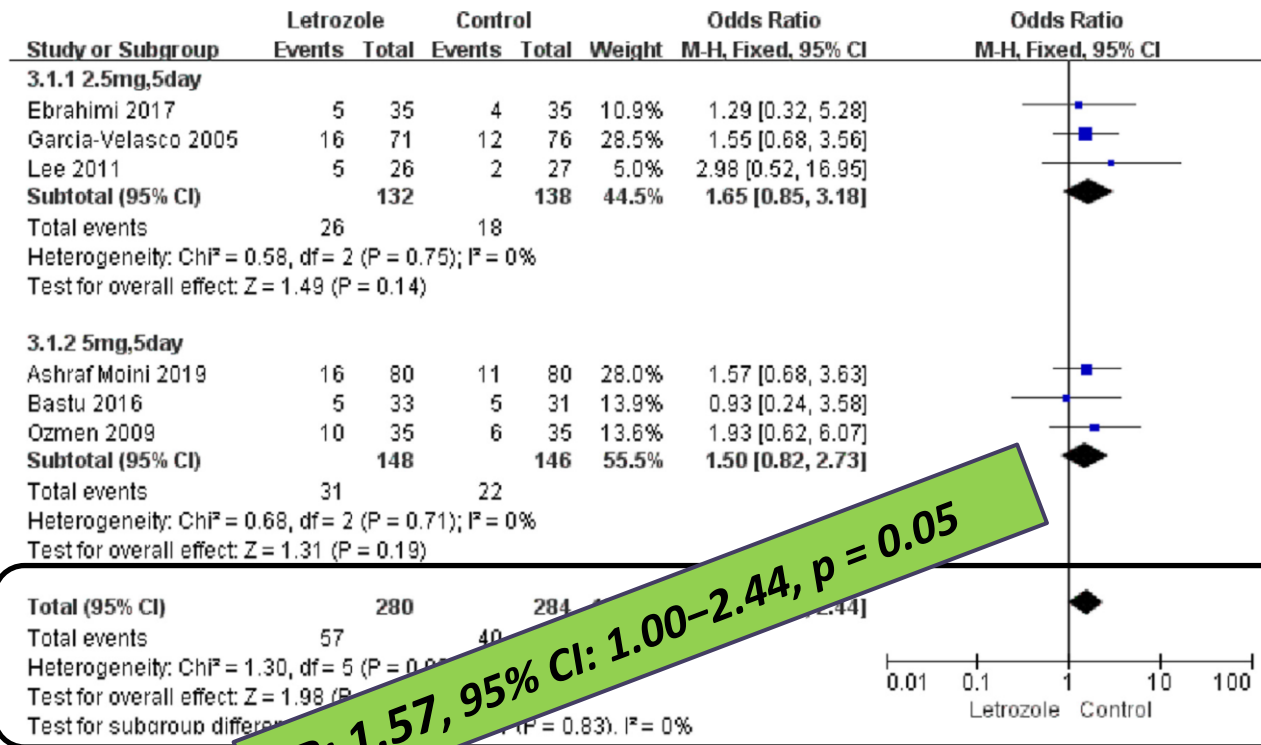 Letrozole Control Odds Ratio Odds Ratio
Study or Subgroup Events Total Events Total Weight M-H, Fixed, 95% CI M-H, Fixed, 95% CI
3.1.1 2.5mg,5day
Ebrahimi 2017 5 35 4 35 10.9% 1.29 [0.32, 5.28]
Garcia-Velasco 2005 16 71 12 76 28.5% 1.55 [0.68, 3.56]
Lee 2011 5 26 2 27 5.0% 2.98 [0.52, 16.95]
Subtotal (95% CI) 132 138 44.5% 1.65 [0.85, 3.18]
Total events 26 18
Heterogeneity: Chi² = 0.58, df = 2 (P = 0.75); I² = 0%
Test for overall effect: Z = 1.49 (P = 0.14)
3.1.2 5mg,5day
Ashraf Moini 2019 16 80 11 80 28.0% 1.57 [0.68, 3.63]
Bastu 2016 5 33 5 31 13.9% 0.93 [0.24, 3.58]
Ozmen 2009 10 35 6 35 13.6% 1.93 [0.62, 6.07]
Subtotal (95% CI) 148 146 55.5% 1.50 [0.82, 2.73]
Total events 31 22
Heterogeneity: Chi² = 0.68, df = 2 (P = 0.71); I² = 0%
Test for overall effect: Z = 1.31 (P = 0.19)
Total (95% CI) 280 284 2.44]
Total events 57 40
Heterogeneity: Chi² = 1.30, df = 5 (P =
Test for overall effect: Z = 1.98
Test for subgroup (P = 0.83). I² = 0%
1.57, 95% CI: 1.00–2.44, p = 0.05
0.01 0.1 1 10 100
Letrozole Control